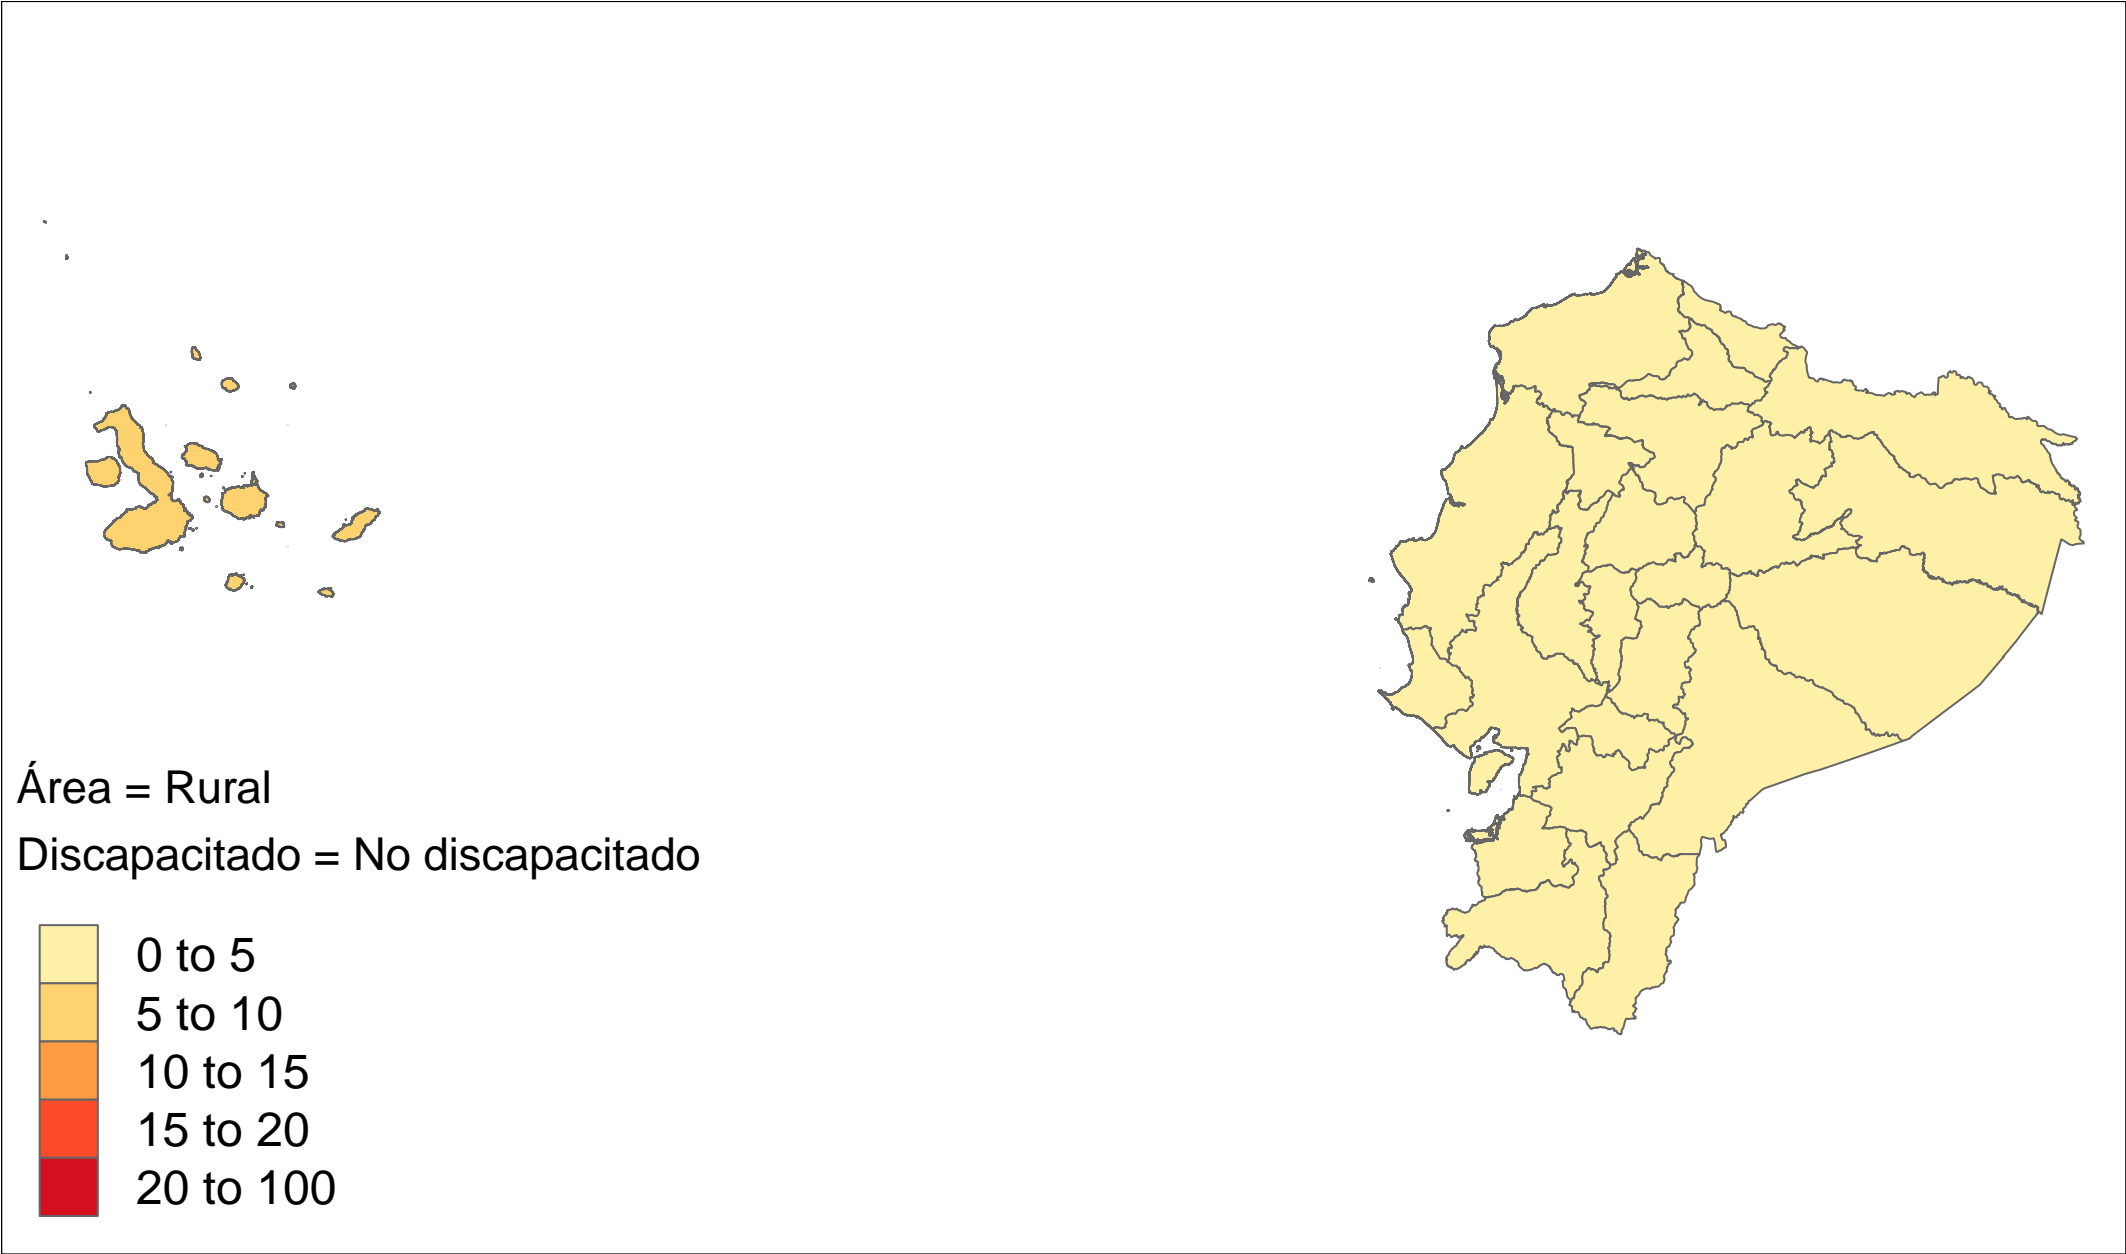 Área = Rural
Discapacitado = No discapacitado
0 to 5
5 to 10
10 to 15
15 to 20
20 to 100